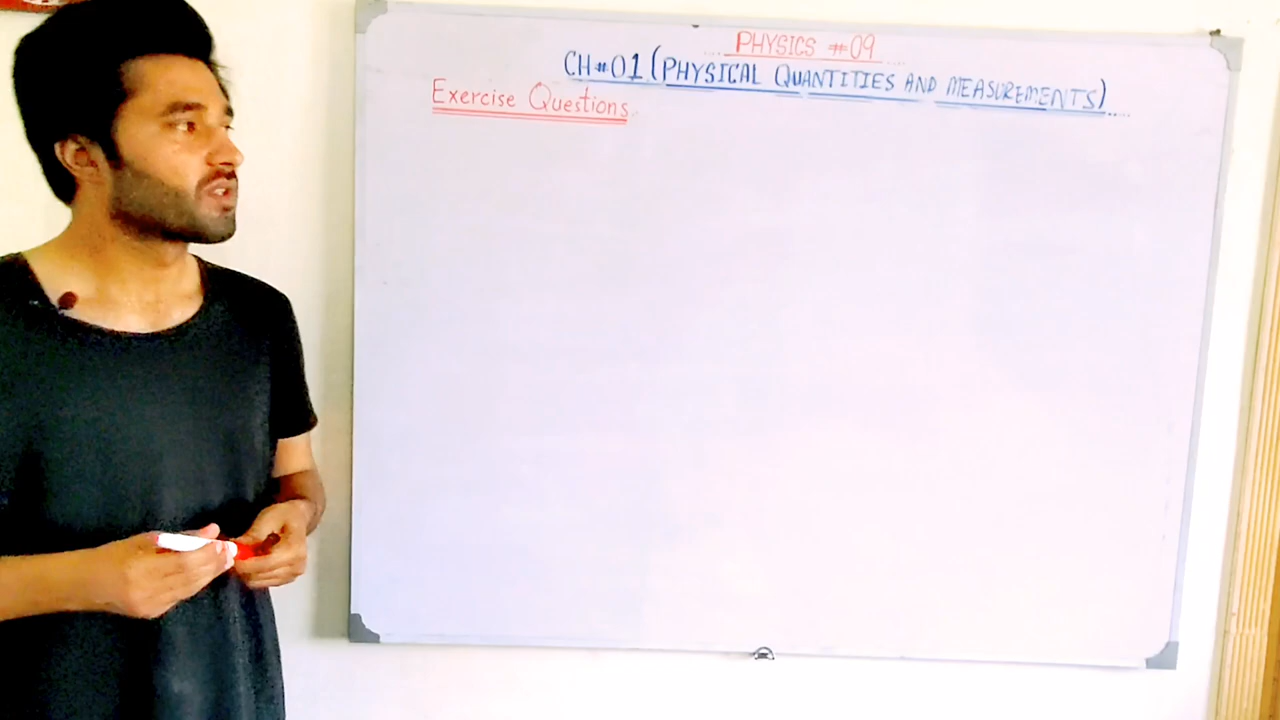 PHYSICS #09
CH#01 (PHYSICAL QUANTITIES AND MEASUREMENTS)
Exercise Questions